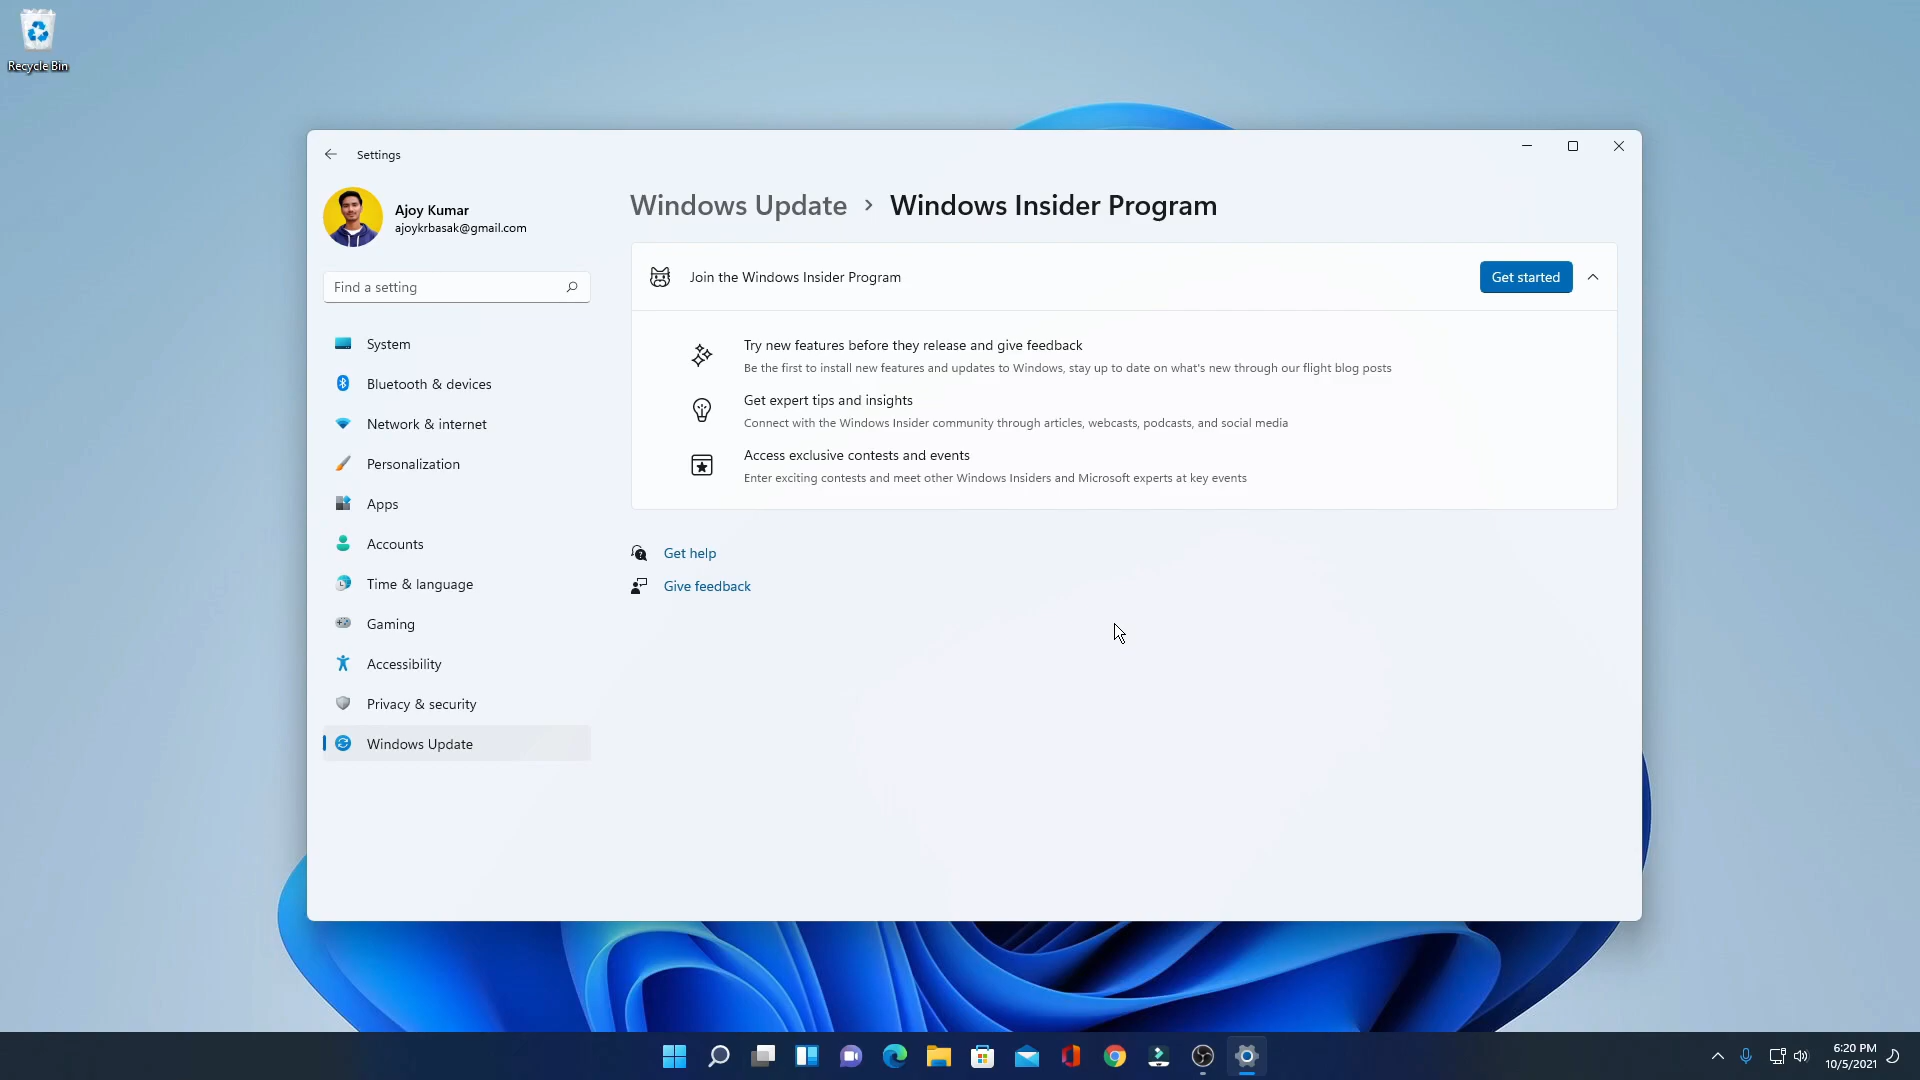 Recycle Bin
Settings
Ajoy Kumar
ajoykrbasak@gmail.com
Find a setting
System
Bluetooth & devices
Network & internet
Personalization
Apps
Accounts
Time & language
Gaming
Accessibility
Privacy & security
Windows Update
Windows Update > Windows Insider Program
Join the Windows Insider Program
Get started
Try new features before they release and give feedback
Be the first to install new features and updates to Windows, stay up to date on what's new through our flight blog posts
Get expert tips and insights
Connect with the Windows Insider community through articles, webcasts, podcasts, and social media
Access exclusive contests and events
Enter exciting contests and meet other Windows Insiders and Microsoft experts at key events
Get help
Give feedback
6:20 PM
10/5/2021